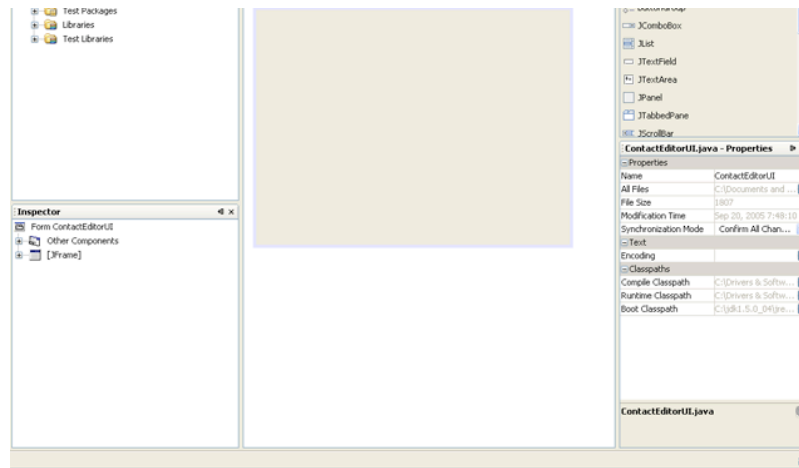 Test Packages
Libraries
Test Libraries
Inspector
Form ContactEditorUI
Other Components
[JFrame]
ButtonGroup
JComboBox
JList
JTextField
JTextArea
JPanel
JTabbedPane
JScrollBar
ContactEditorUI.java - Properties
Properties
Name ContactEditorUI
All Files C:\Documents and ...
File Size 1807
Modification Time Sep 20, 2005 7:48:10
Synchronization Mode Confirm All Chan...
Text
Encoding
Classpaths
Compile Classpath C:\Drivers & Softw...
Runtime Classpath C:\Drivers & Softw...
Boot Classpath C:\jdk1.5.0_04\jre...
ContactEditorUI.java